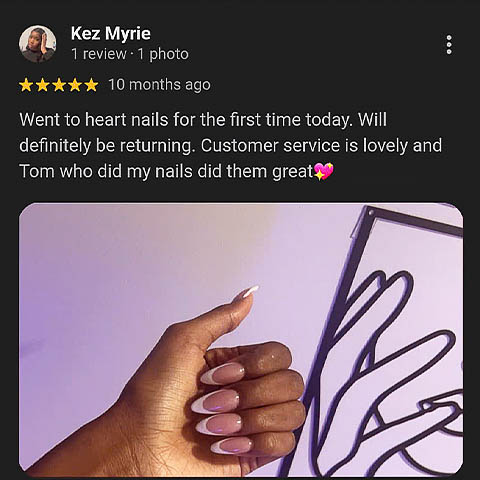 Kez Myrie
1 review · 1 photo
10 months ago
Went to heart nails for the first time today. Will
definitely be returning. Customer service is lovely and
Tom who did my nails did them great💖